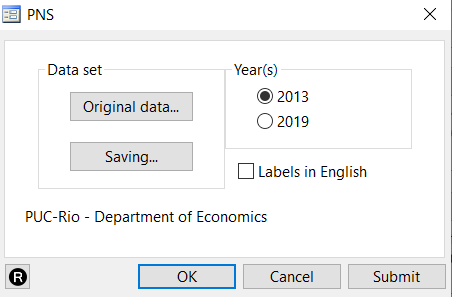 PNS
Data set
Original data...
Saving...
Year(s)
2013
2019
Labels in English
PUC-Rio - Department of Economics
R
OK
Cancel
Submit